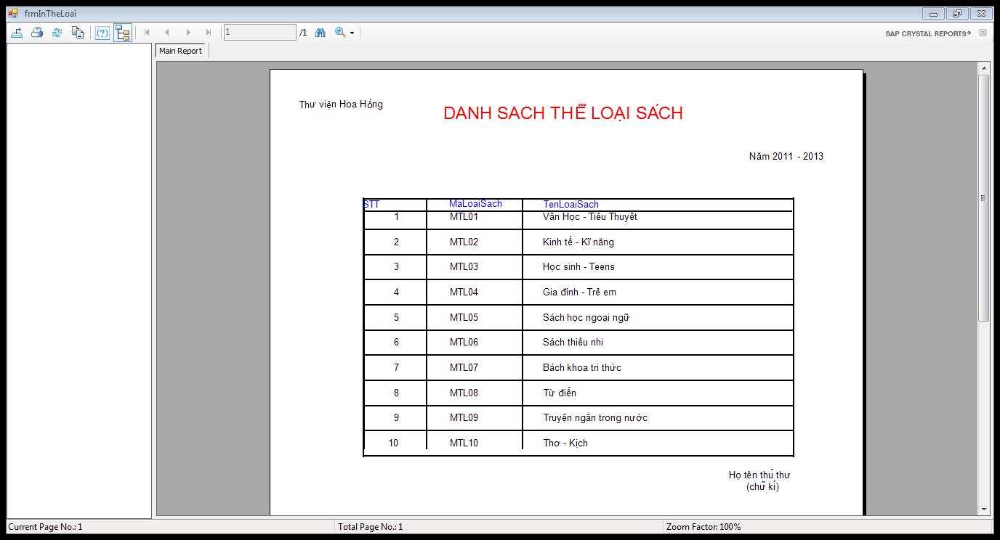 frmInTheLoai
1 /1 SAP CRYSTAL REPORTS®
Main Report
Thư viện Hoa Hồng
DANH SACH THỂ LOẠI SÁCH
Năm 2011 - 2013
STT MaLoaiSach TenLoaiSach
1 MTL01 Văn Học - Tiêu Thuyêt
2 MTL02 Kinh tế - Kĩ năng
3 MTL03 Học sinh - Teens
4 MTL04 Gia đình - Trẻ em
5 MTL05 Sách học ngoại ngữ
6 MTL06 Sách thiếu nhi
7 MTL07 Bách khoa tri thức
8 MTL08 Từ điển
9 MTL09 Truyện ngắn trong nước
10 MTL10 Thơ - Kịch
Họ tên thủ thư
(chữ kí)
Current Page No.: 1 Total Page No.: 1 Zoom Factor: 100%